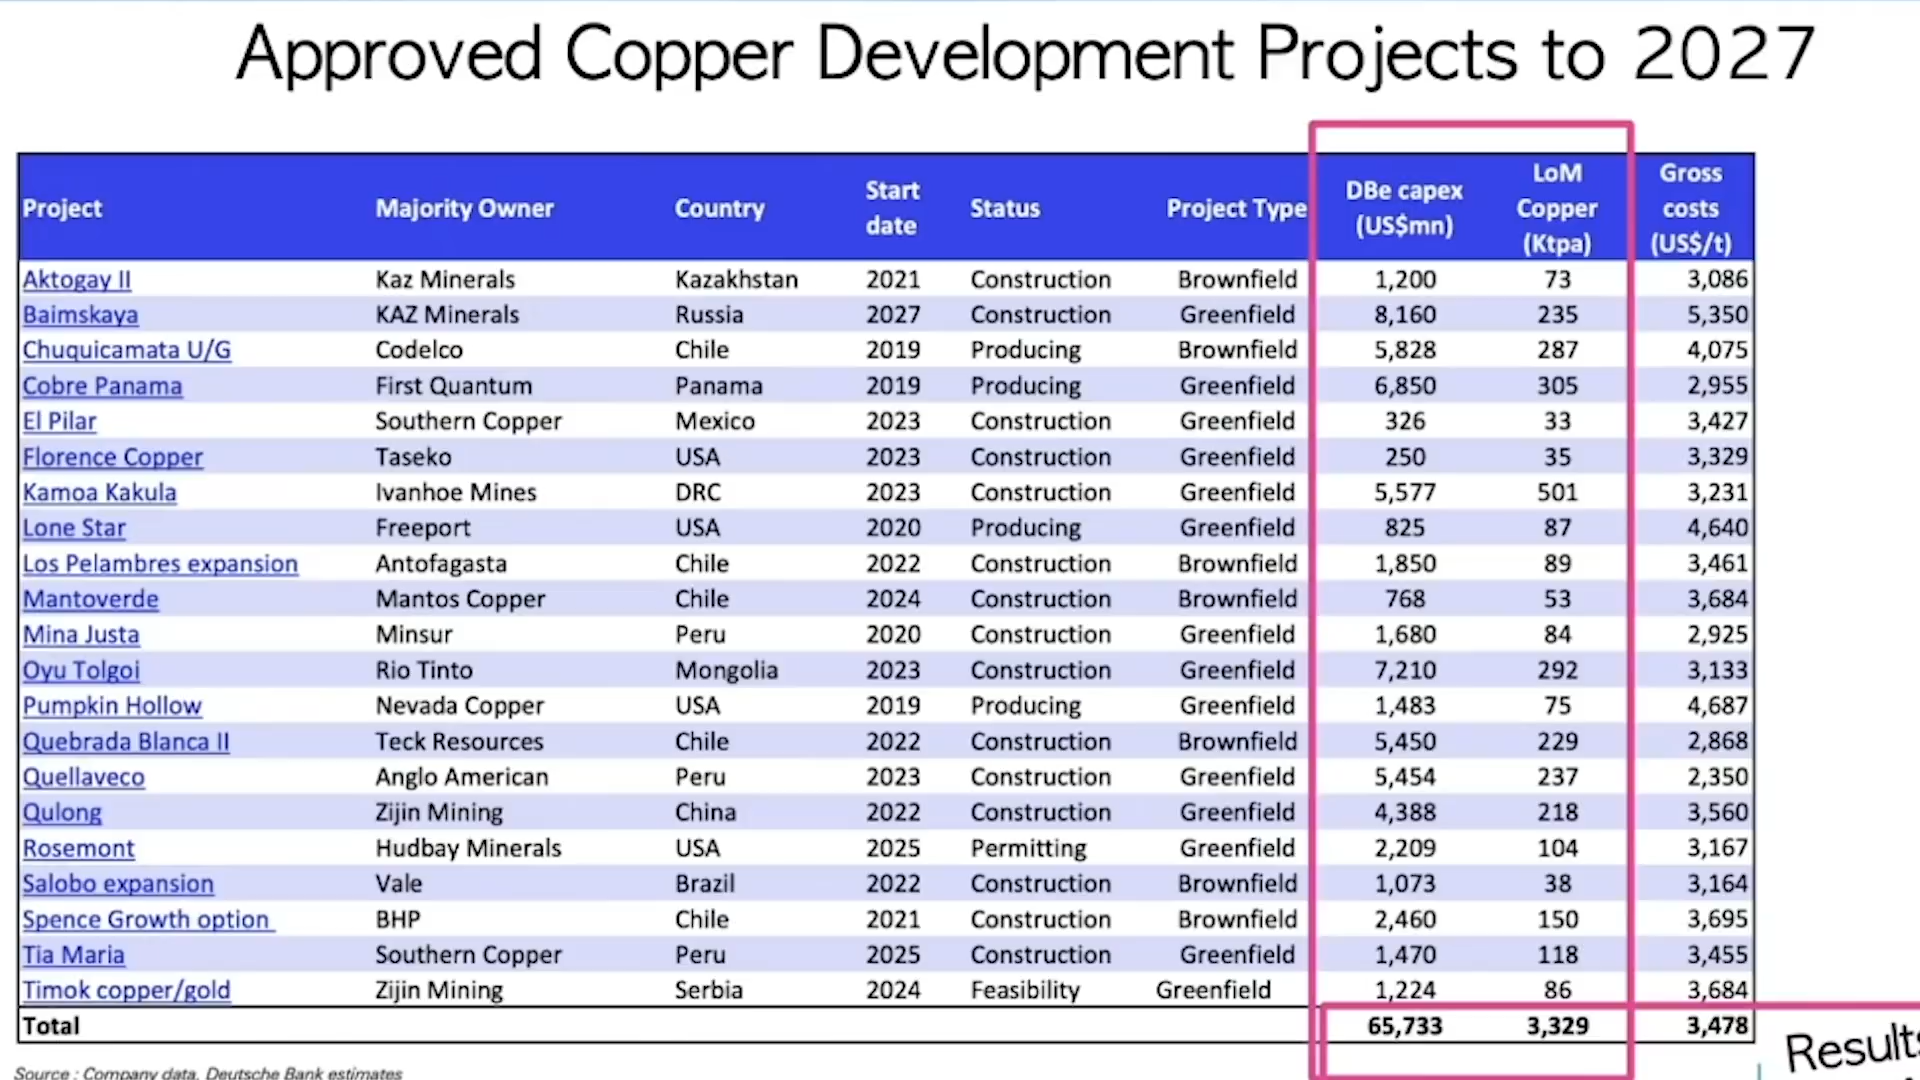 Approved Copper Development Projects to 2027
Project Majority Owner Country Start date Status Project Type DBe capex (US$mn) LoM Copper (Ktpa) Gross costs (US$/t)
Aktogay II Kaz Minerals Kazakhstan 2021 Construction Brownfield 1,200 73 3,086
Baimskaya KAZ Minerals Russia 2027 Construction Greenfield 8,160 235 5,350
Chuquicamata U/G Codelco Chile 2019 Producing Brownfield 5,828 287 4,075
Cobre Panama First Quantum Panama 2019 Producing Greenfield 6,850 305 2,955
El Pilar Southern Copper Mexico 2023 Construction Greenfield 326 33 3,427
Florence Copper Taseko USA 2023 Construction Greenfield 250 35 3,329
Kamoa Kakula Ivanhoe Mines DRC 2023 Construction Greenfield 5,577 501 3,231
Lone Star Freeport USA 2020 Producing Greenfield 825 87 4,640
Los Pelambres expansion Antofagasta Chile 2022 Construction Brownfield 1,850 89 3,461
Mantoverde Mantos Copper Chile 2024 Construction Brownfield 768 53 3,684
Mina Justa Minsur Peru 2020 Construction Greenfield 1,680 84 2,925
Oyu Tolgoi Rio Tinto Mongolia 2023 Construction Greenfield 7,210 292 3,133
Pumpkin Hollow Nevada Copper USA 2019 Producing Greenfield 1,483 75 4,687
Quebrada Blanca II Teck Resources Chile 2022 Construction Brownfield 5,450 229 2,868
Quellaveco Anglo American Peru 2023 Construction Greenfield 5,454 237 2,350
Qulong Zijin Mining China 2022 Construction Greenfield 4,388 218 3,560
Rosemont Hudbay Minerals USA 2025 Permitting Greenfield 2,209 104 3,167
Salobo expansion Vale Brazil 2022 Construction Brownfield 1,073 38 3,164
Spence Growth option BHP Chile 2021 Construction Brownfield 2,460 150 3,695
Tia Maria Southern Copper Peru 2025 Construction Greenfield 1,470 118 3,455
Timok copper/gold Zijin Mining Serbia 2024 Feasibility Greenfield 1,224 86 3,684
Total 65,733 3,329 3,478
Results
Source : Company data, Deutsche Bank estimates